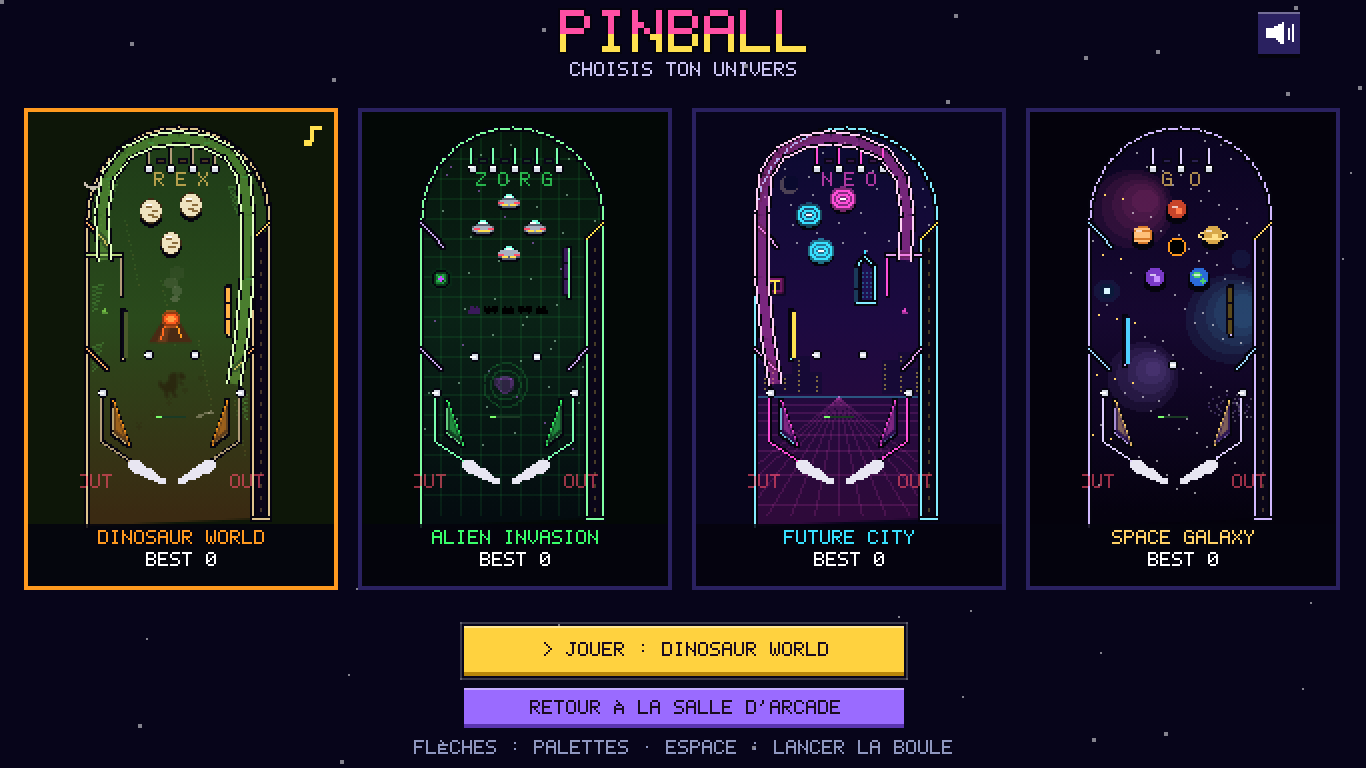 PINBALL
CHOISIS TON UNIVERS
REX
ZORG
NEO
GO
T
OUT OUT
OUT OUT
OUT OUT
OUT OUT
DINOSAUR WORLD
BEST 0
ALIEN INVASION
BEST 0
FUTURE CITY
BEST 0
SPACE GALAXY
BEST 0
> JOUER : DINOSAUR WORLD
RETOUR à LA SALLE D'ARCADE
FLèCHES : PALETTES · ESPACE : LANCER LA BOULE